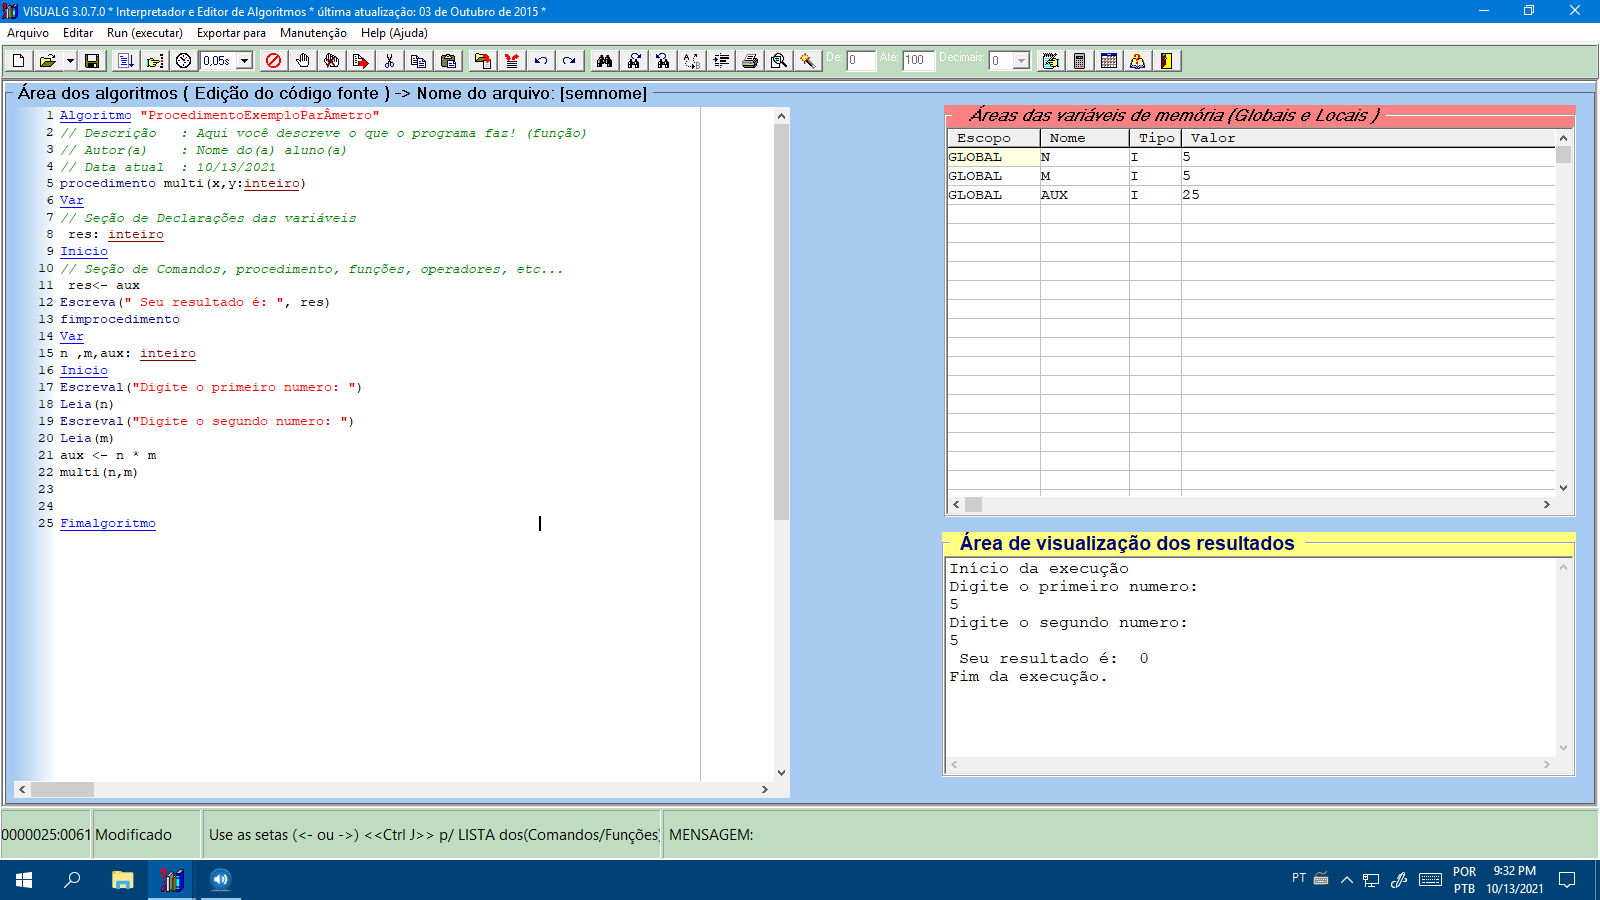 VISUALG 3.0.7.0 * Interpretador e Editor de Algoritmos * última atualização: 03 de Outubro de 2015 *
Arquivo Editar Run (executar) Exportar para Manutenção Help (Ajuda)
0,05s De: 0 Até: 100 Decimais: 0
Área dos algoritmos ( Edição do código fonte ) -> Nome do arquivo: [semnome]
1 Algoritmo "ProcedimentoExemploParÂmetro"
2 // Descrição : Aqui você descreve o que o programa faz! (função)
3 // Autor(a) : Nome do(a) aluno(a)
4 // Data atual : 10/13/2021
5 procedimento multi(x,y:inteiro)
6 Var
7 // Seção de Declarações das variáveis
8 res: inteiro
9 Inicio
10 // Seção de Comandos, procedimento, funções, operadores, etc...
11 res<- aux
12 Escreva(" Seu resultado é: ", res)
13 fimprocedimento
14 Var
15 n ,m,aux: inteiro
16 Inicio
17 Escreval("Digite o primeiro numero: ")
18 Leia(n)
19 Escreval("Digite o segundo numero: ")
20 Leia(m)
21 aux <- n * m
22 multi(n,m)
23
24
25 Fimalgoritmo
Áreas das variáveis de memória (Globais e Locais )
Escopo Nome Tipo Valor
GLOBAL N I 5
GLOBAL M I 5
GLOBAL AUX I 25
Área de visualização dos resultados
Início da execução
Digite o primeiro numero:
5
Digite o segundo numero:
5
Seu resultado é: 0
Fim da execução.
0000025:0061 Modificado Use as setas (<- ou ->) <<Ctrl J>> p/ LISTA dos(Comandos/Funções) MENSAGEM:
PT POR 9:32 PM
PTB 10/13/2021